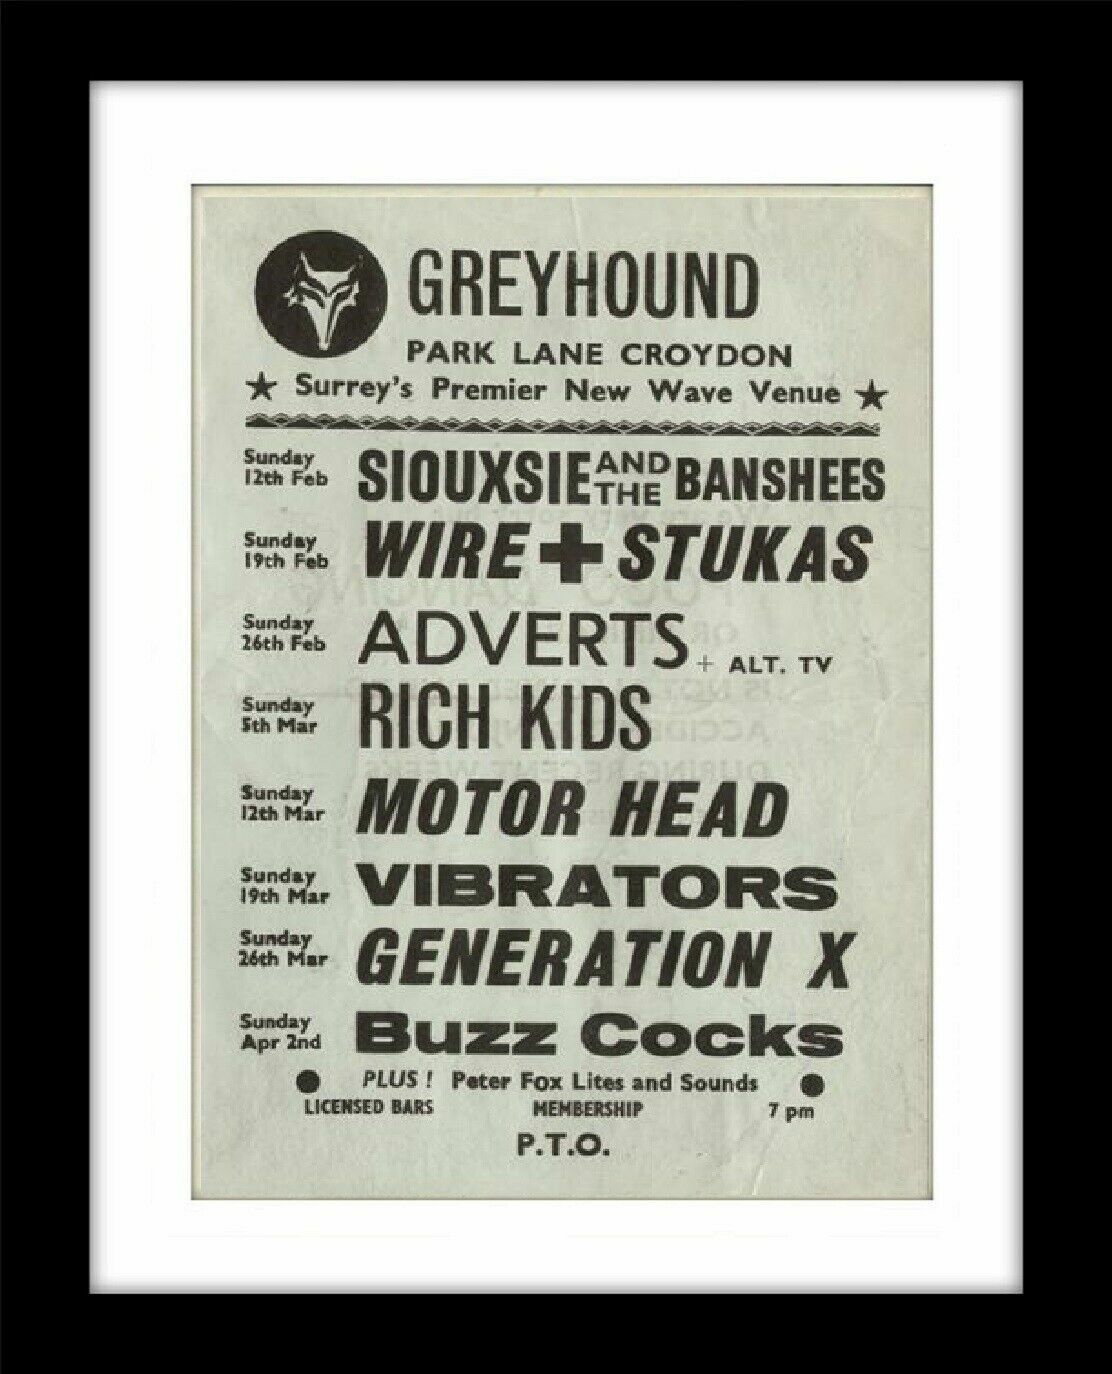 GREYHOUND
PARK LANE CROYDON
★ Surrey's Premier New Wave Venue ★
Sunday 12th Feb SIOUXSIE AND THE BANSHEES
Sunday 19th Feb WIRE + STUKAS
Sunday 26th Feb ADVERTS + ALT. TV
Sunday 5th Mar RICH KIDS
Sunday 12th Mar MOTOR HEAD
Sunday 19th Mar VIBRATORS
Sunday 26th Mar GENERATION X
Sunday Apr 2nd Buzz Cocks
● PLUS! Peter Fox Lites and Sounds ●
LICENSED BARS MEMBERSHIP 7 pm
P.T.O.